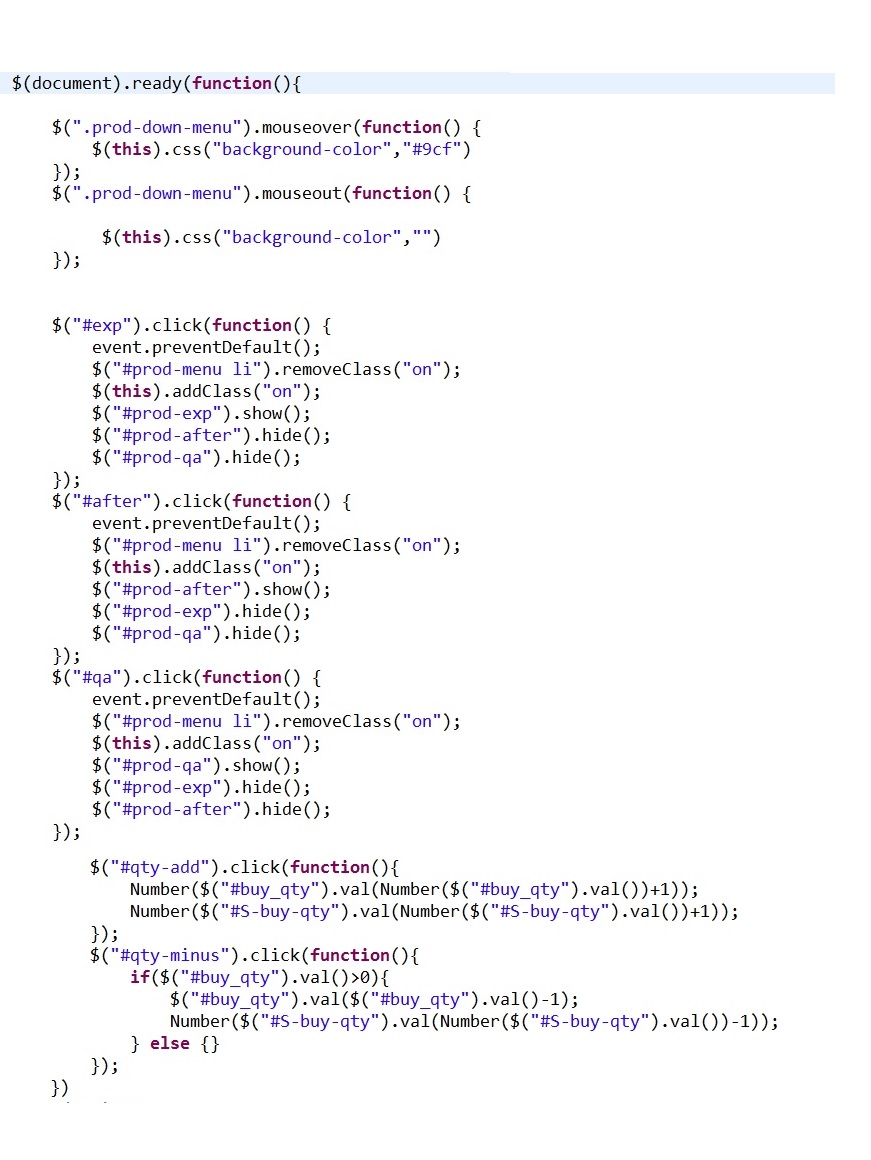 $(document).ready(function(){
$(".prod-down-menu").mouseover(function() {
$(this).css("background-color","#9cf")
});
$(".prod-down-menu").mouseout(function() {
$(this).css("background-color","")
});
$("#exp").click(function() {
event.preventDefault();
$("#prod-menu li").removeClass("on");
$(this).addClass("on");
$("#prod-exp").show();
$("#prod-after").hide();
$("#prod-qa").hide();
});
$("#after").click(function() {
event.preventDefault();
$("#prod-menu li").removeClass("on");
$(this).addClass("on");
$("#prod-after").show();
$("#prod-exp").hide();
$("#prod-qa").hide();
});
$("#qa").click(function() {
event.preventDefault();
$("#prod-menu li").removeClass("on");
$(this).addClass("on");
$("#prod-qa").show();
$("#prod-exp").hide();
$("#prod-after").hide();
});
$("#qty-add").click(function(){
Number($("#buy_qty").val(Number($("#buy_qty").val())+1));
Number($("#S-buy-qty").val(Number($("#S-buy-qty").val())+1));
});
$("#qty-minus").click(function(){
if($("#buy_qty").val()>0){
$("#buy_qty").val($("#buy_qty").val()-1);
Number($("#S-buy-qty").val(Number($("#S-buy-qty").val())-1));
} else {}
});
})